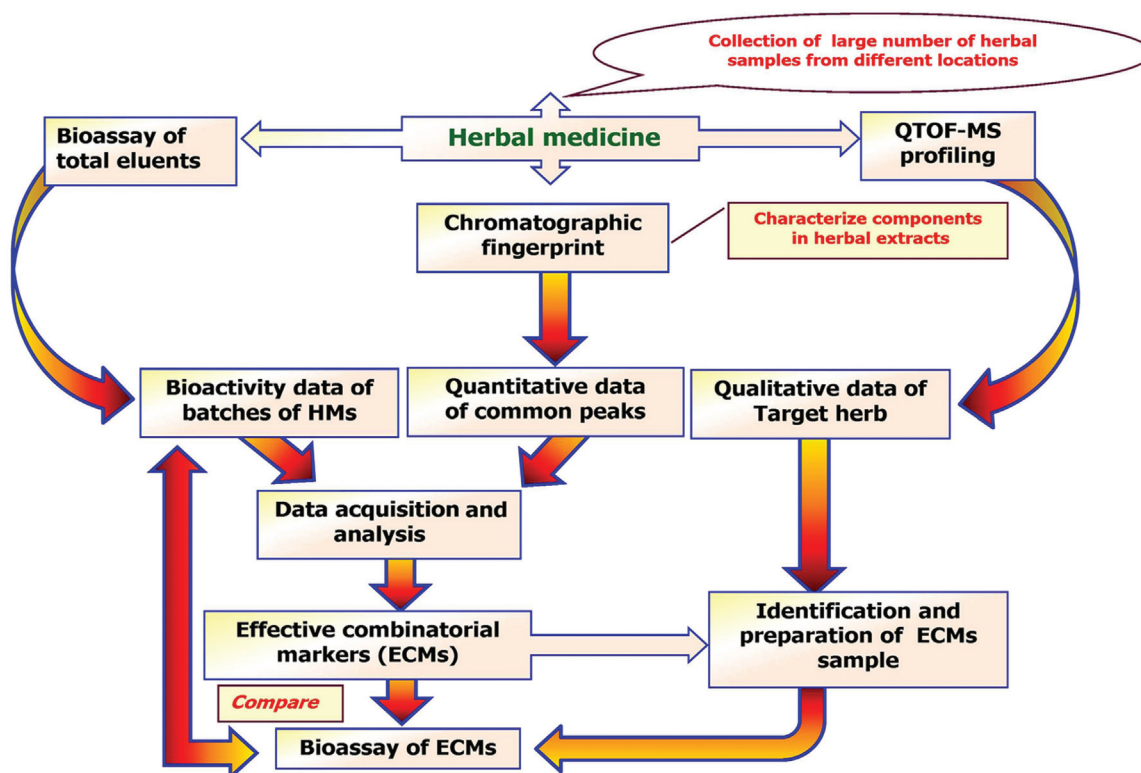 Collection of large number of herbal
samples from different locations
Bioassay of
total eluents
Herbal medicine
QTOF-MS
profiling
Chromatographic
fingerprint
Characterize components
in herbal extracts
Bioactivity data of
batches of HMs
Quantitative data
of common peaks
Qualitative data of
Target herb
Data acquisition and
analysis
Effective combinatorial
markers (ECMs)
Identification and
preparation of ECMs
sample
Compare
Bioassay of ECMs